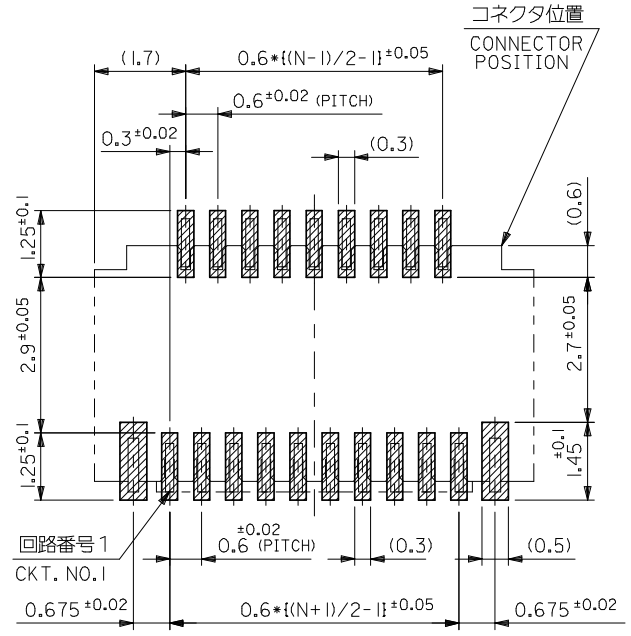 コネクタ位置
CONNECTOR
POSITION
(1.7)
0.6*{(N-1)/2-1}±0.05
0.6±0.02 (PITCH)
0.3±0.02
(0.3)
(0.6)
1.25±0.1
2.9±0.05
2.7±0.05
1.25±0.1
±0.1
1.45
回路番号1
CKT. NO.1
±0.02
0.6 (PITCH)
(0.3)
(0.5)
0.675±0.02
0.6*{(N+1)/2-1}±0.05
0.675±0.02